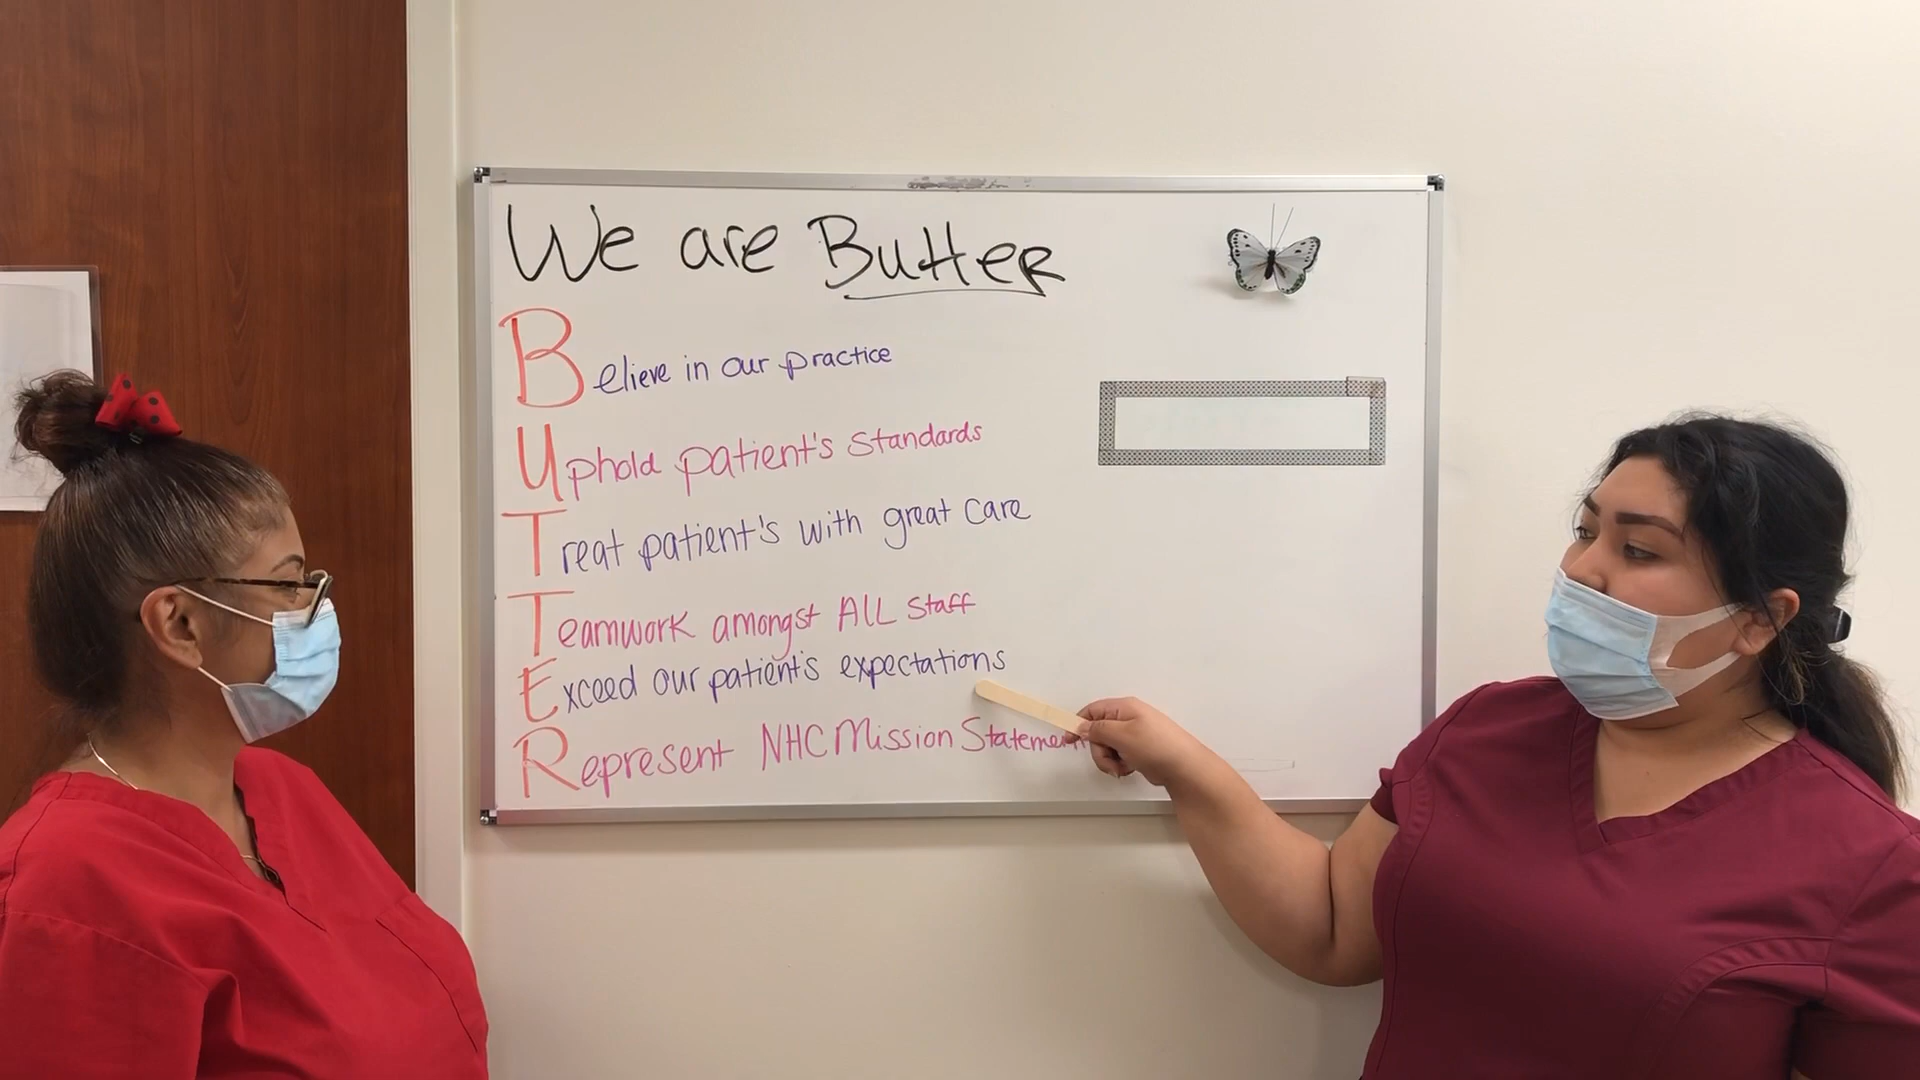 We are Butter
Believe in our practice
Uphold patient's standards
Treat patient's with great care
Teamwork amongst ALL staff
Exceed our patient's expectations
Represent NHC Mission Statement